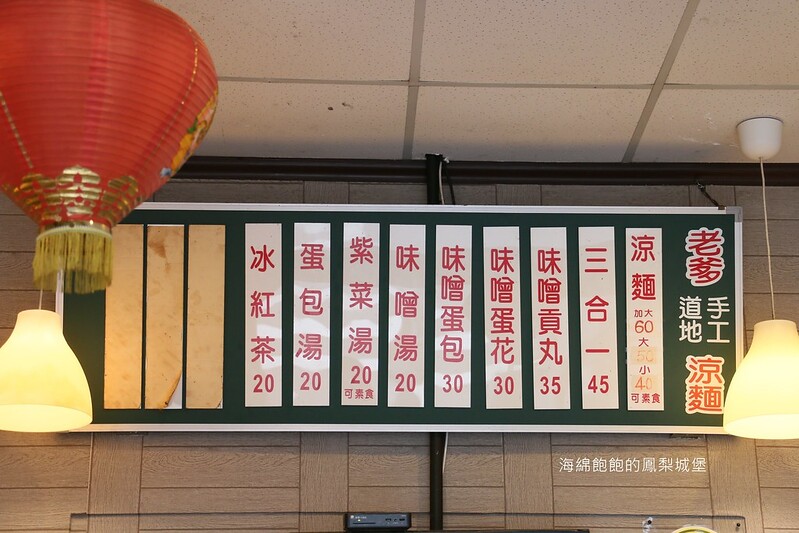 老爹
手工
道地
涼麵
涼麵
加大
60
大
50
小
40
可素食
三合一
45
味噌貢丸
35
味噌蛋花
30
味噌蛋包
30
味噌湯
20
紫菜湯
20
可素食
蛋包湯
20
冰紅茶
20
海綿飽飽的鳳梨城堡